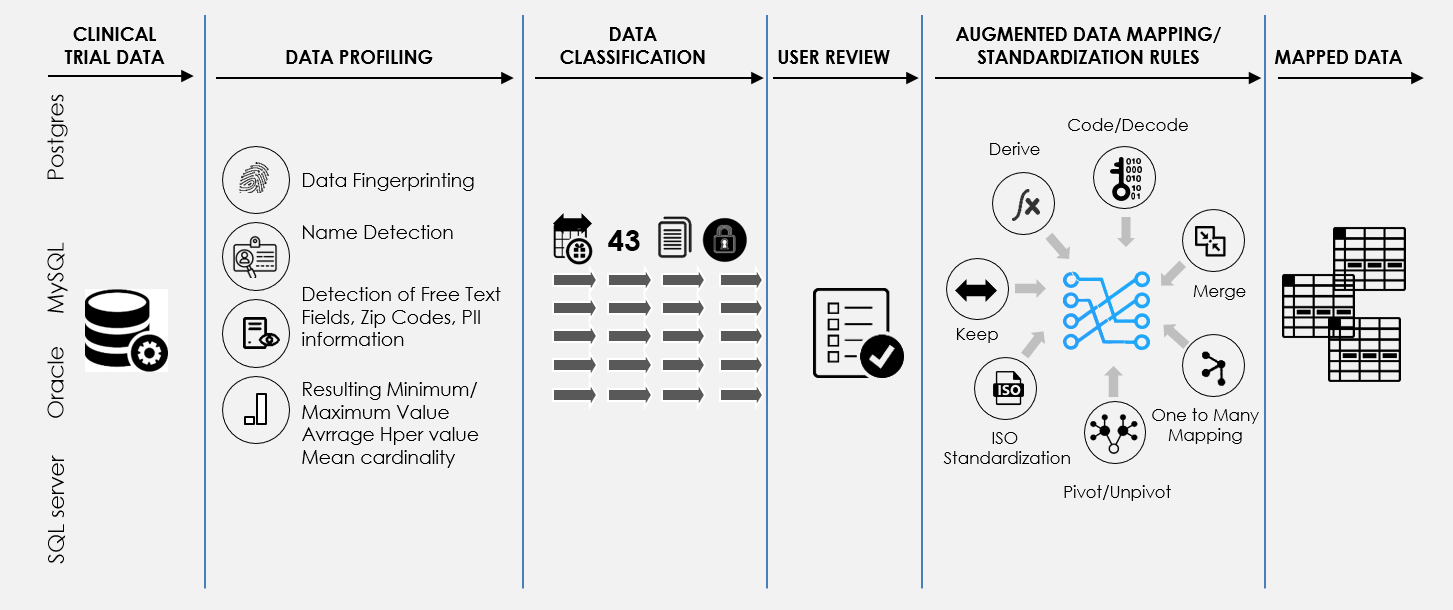 CLINICAL
TRIAL DATA
Postgres
MySQL
Oracle
SQL server
DATA PROFILING
Data Fingerprinting
Name Detection
Detection of Free Text
Fields, Zip Codes, PII
information
Resulting Minimum/
Maximum Value
Avrrage Hper value
Mean cardinality
DATA
CLASSIFICATION
43
USER REVIEW
AUGMENTED DATA MAPPING/
STANDARDIZATION RULES
Code/Decode
010
000
010
10
01
Derive
Merge
Keep
ISO
One to Many
Mapping
ISO
Standardization
Pivot/Unpivot
MAPPED DATA